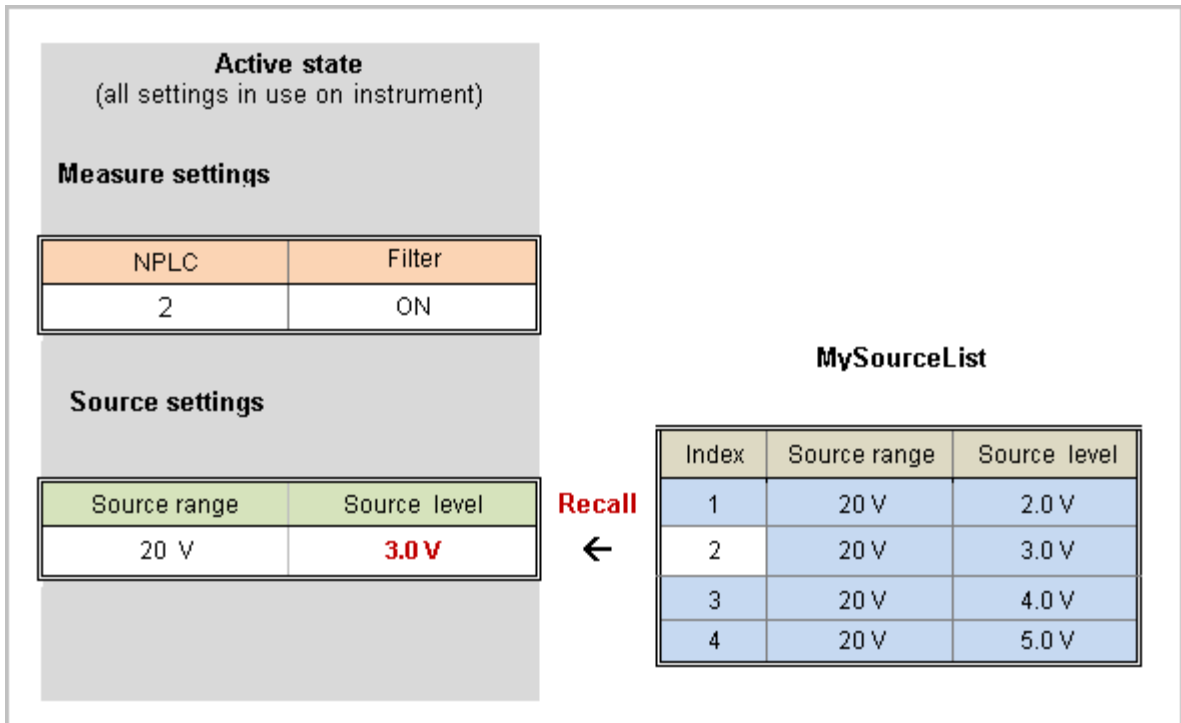 Active state
(all settings in use on instrument)
Measure settings
NPLC Filter
2 ON
MySourceList
Source settings
Index Source range Source level
Source range Source level Recall 1 20 V 2.0 V
20 V 3.0 V ← 2 20 V 3.0 V
3 20 V 4.0 V
4 20 V 5.0 V